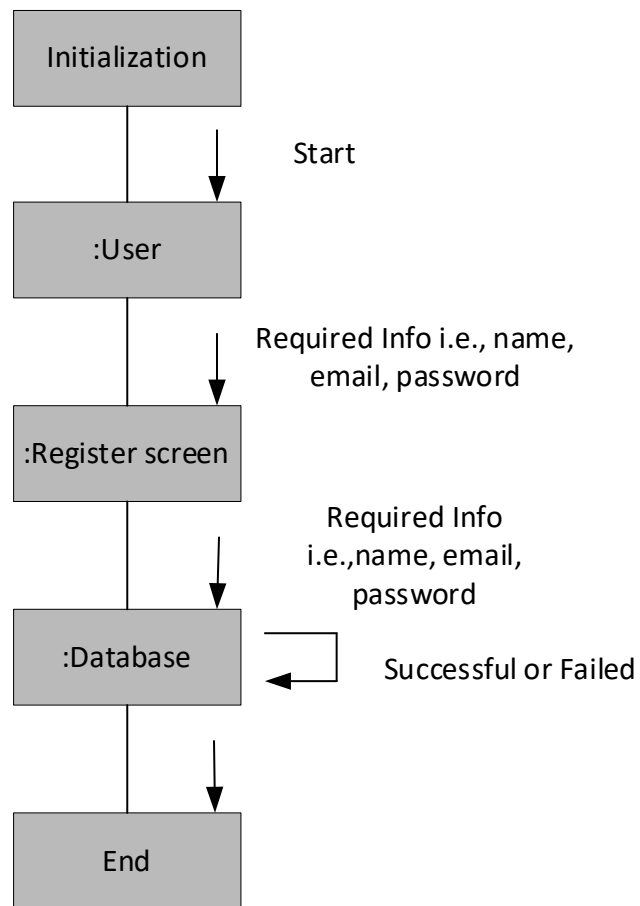 Initialization
Start
:User
Required Info i.e., name,
email, password
:Register screen
Required Info
i.e.,name, email,
password
:Database
Successful or Failed
End